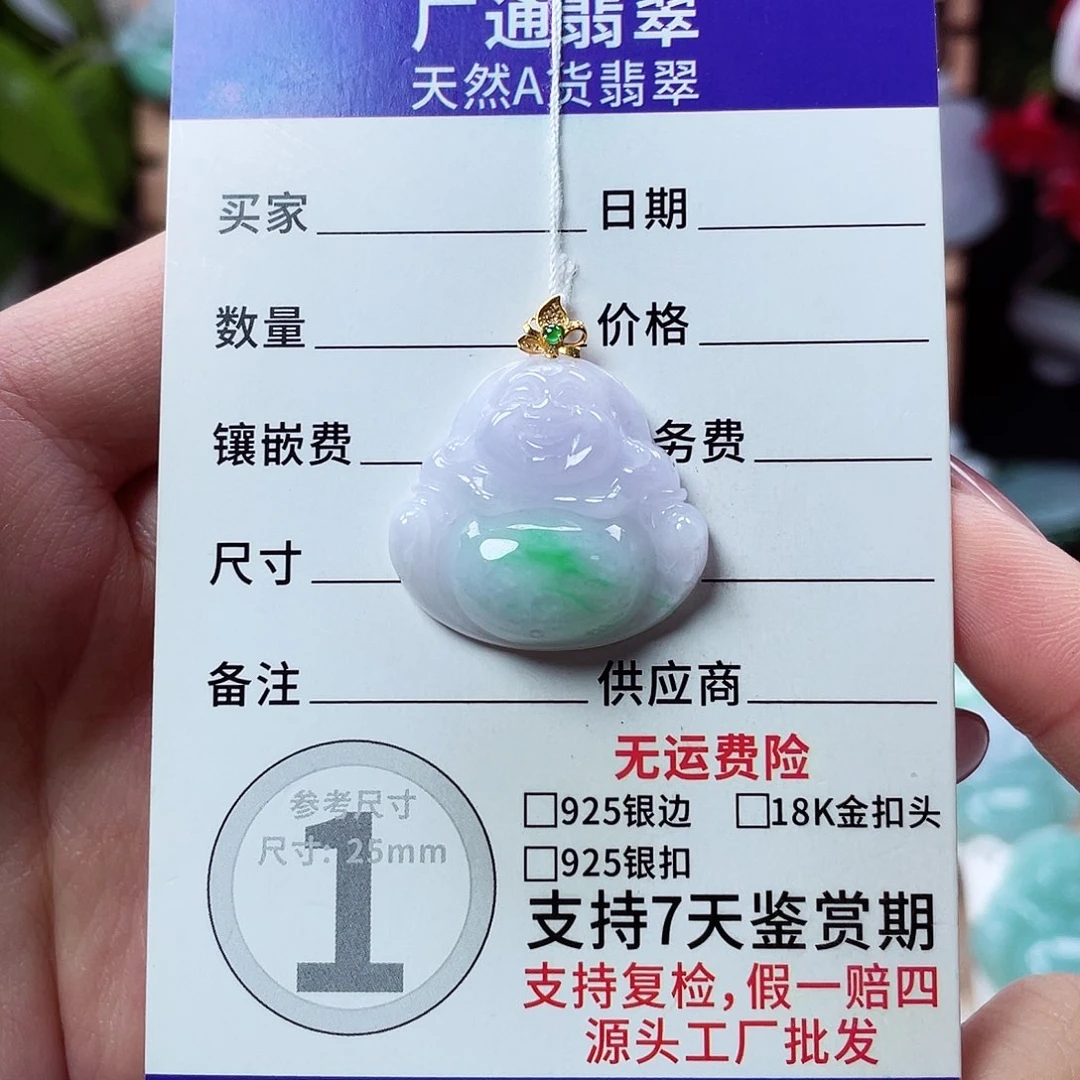 广通翡翠
天然A货翡翠
买家 日期
数量 价格
镶嵌费 务费
尺寸
备注 供应商
无运费险
参考尺寸
尺寸: 25mm
1
□925银边 □18K金扣头
□925银扣
支持7天鉴赏期
支持复检,假一赔四
源头工厂批发